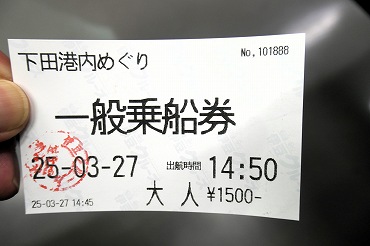 下田港内めぐり
No,101888
一般乗船券
25-03-27 出航時間 14:50
大人 ¥1500-
25-03-27 14:45